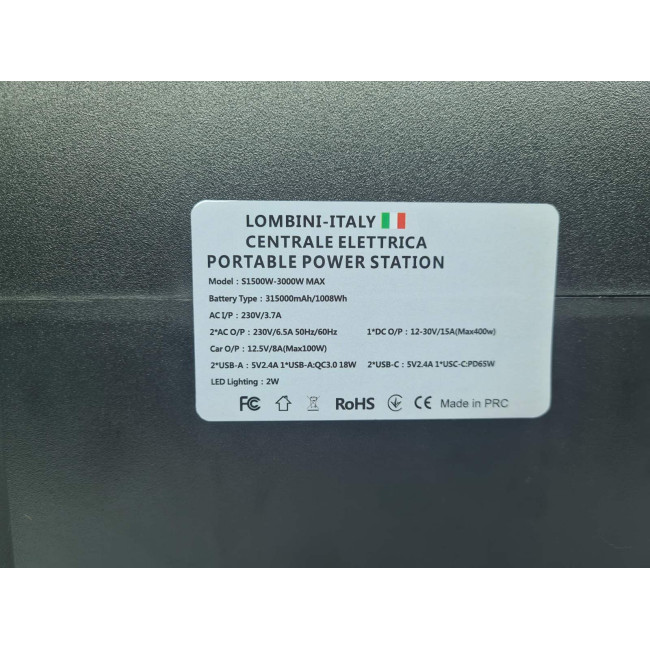 LOMBINI-ITALY
CENTRALE ELETTRICA
PORTABLE POWER STATION
Model : S1500W-3000W MAX
Battery Type : 315000mAh/1008Wh
AC I/P : 230V/3.7A
2*AC O/P : 230V/6.5A 50Hz/60Hz 1*DC O/P : 12-30V/15A(Max400w)
Car O/P : 12.5V/8A(Max100W)
2*USB-A : 5V2.4A 1*USB-A:QC3.0 18W 2*USB-C : 5V2.4A 1*USC-C:PD65W
LED Lighting : 2W
FC RoHS CE Made in PRC